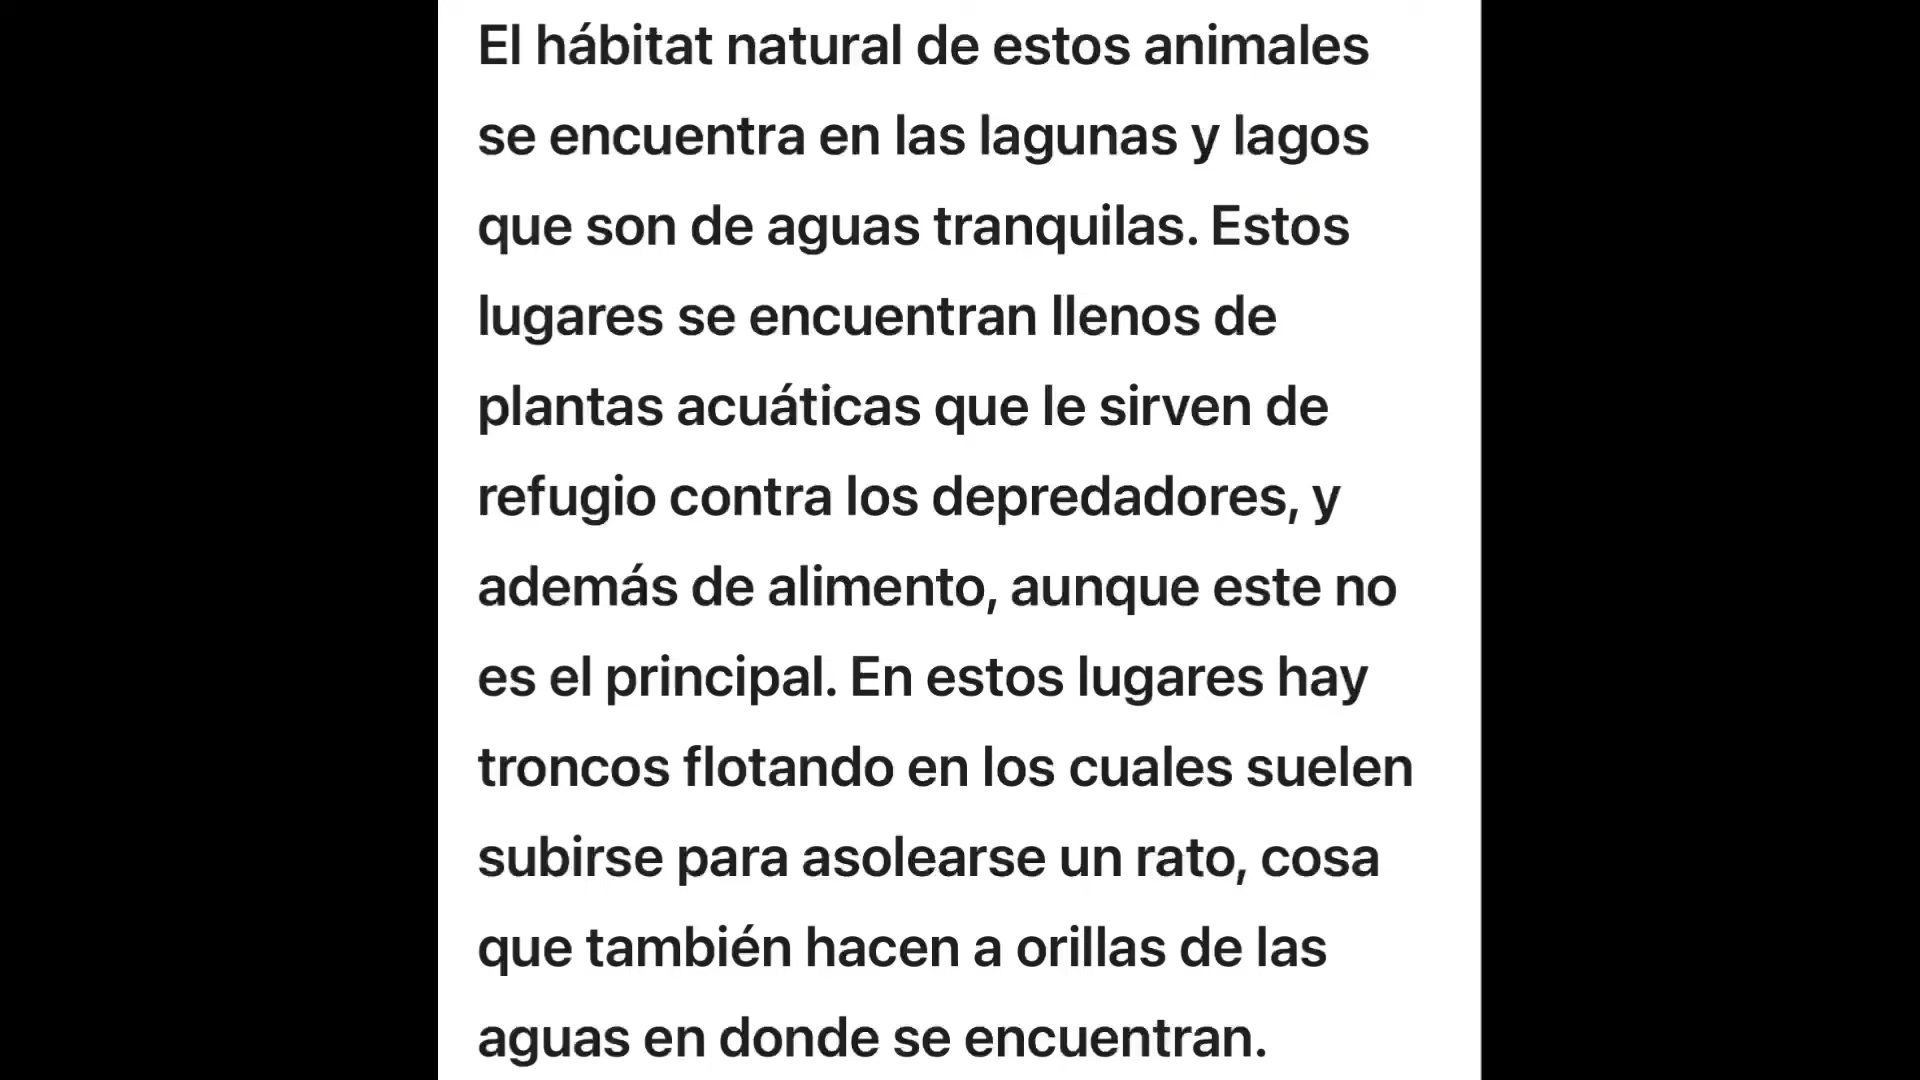 El hábitat natural de estos animales
se encuentra en las lagunas y lagos
que son de aguas tranquilas. Estos
lugares se encuentran llenos de
plantas acuáticas que le sirven de
refugio contra los depredadores, y
además de alimento, aunque este no
es el principal. En estos lugares hay
troncos flotando en los cuales suelen
subirse para asolearse un rato, cosa
que también hacen a orillas de las
aguas en donde se encuentran.